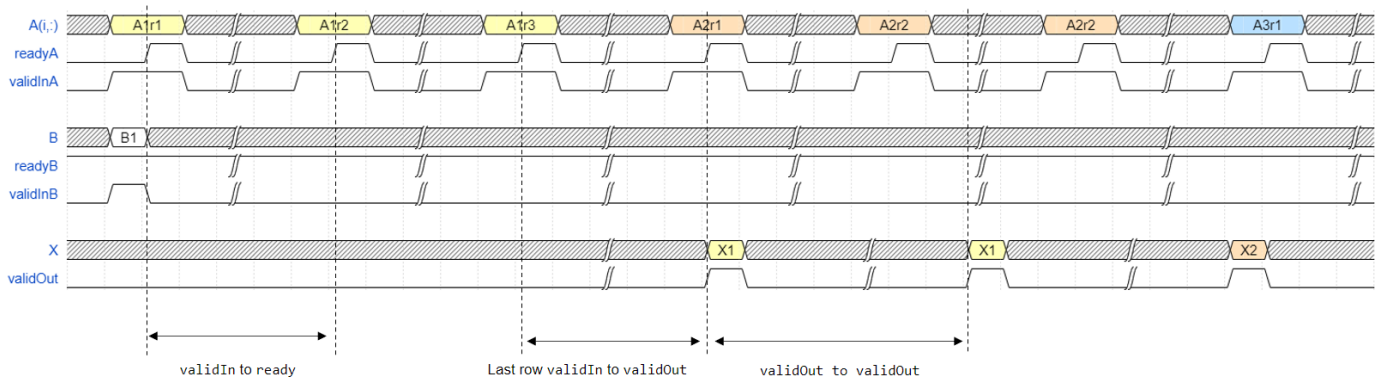 A(i,:) A1r1 A1r2 A1r3 A2r1 A2r2 A2r2 A3r1
readyA
validInA
B B1
readyB
validInB
X X1 X1 X2
validOut
validIn to ready Last row validIn to validOut validOut to validOut